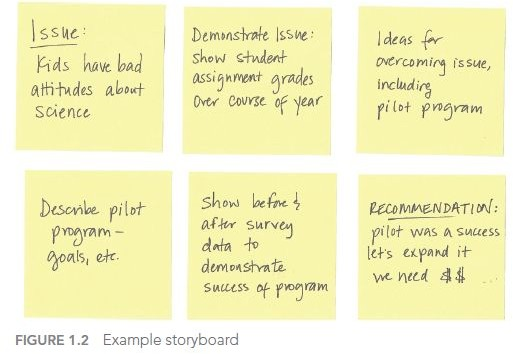 Issue:
Kids have bad
attitudes about
science
Demonstrate Issue:
show student
assignment grades
over course of year
Ideas for
overcoming issue,
including
pilot program
Describe pilot
program –
goals, etc.
Show before &
after survey
data to
demonstrate
success of program
RECOMMENDATION:
pilot was a success
let's expand it
we need $$ ...
FIGURE 1.2 Example storyboard